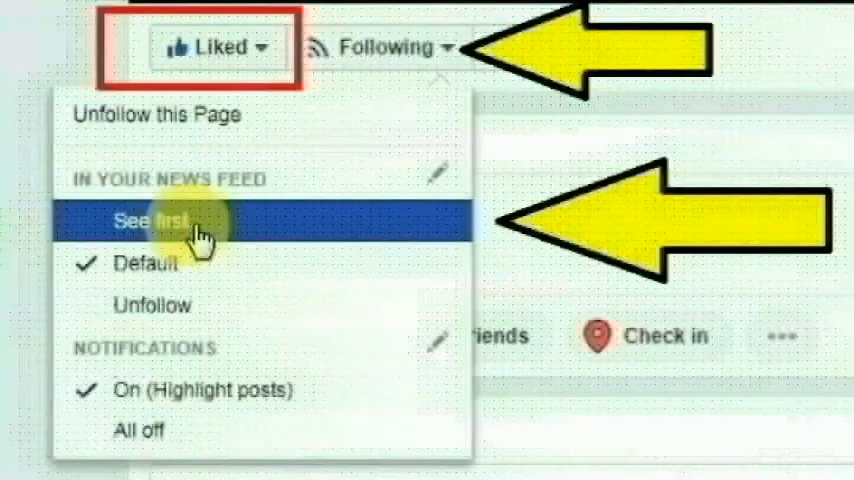 Liked Following
Unfollow this Page
IN YOUR NEWS FEED
See first
Default
Unfollow
NOTIFICATIONS
riends Check in
On (Highlight posts)
All off